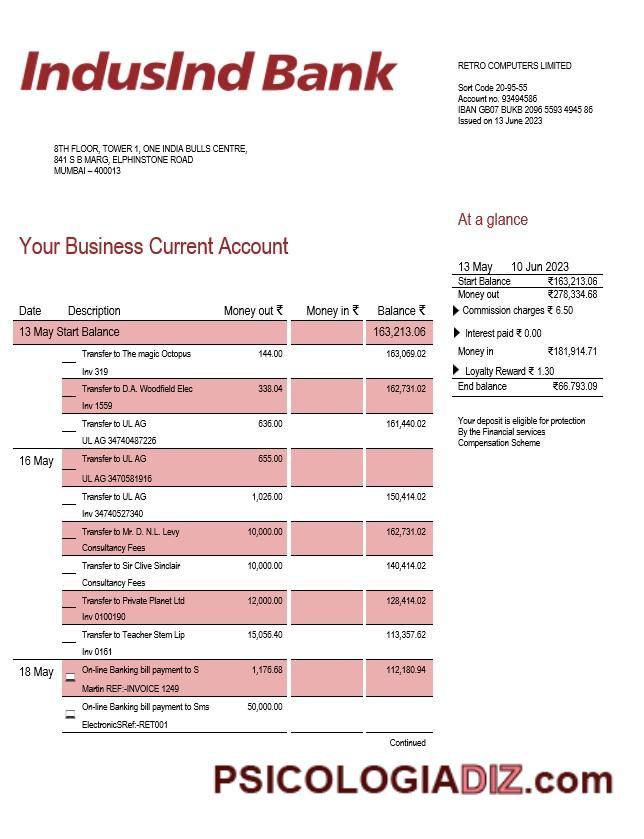 IndusInd Bank
RETRO COMPUTERS LIMITED
Sort Code 20-95-55
Account no. 93494586
IBAN GB07 BUKB 2096 5593 4945 86
Issued on 13 June 2023
8TH FLOOR, TOWER 1, ONE INDIA BULLS CENTRE,
841 S B MARG, ELPHINSTONE ROAD
MUMBAI – 400013
At a glance
Your Business Current Account
13 May 10 Jun 2023
Start Balance ₹163,213.06
Money out ₹278,334.68
Commission charges ₹ 6.50
Interest paid ₹ 0.00
Money in ₹181,914.71
Loyalty Reward ₹ 1.30
End balance ₹66.793.09
Your deposit is eligible for protection
By the Financial services
Compensation Scheme
Date Description Money out ₹ Money in ₹ Balance ₹
13 May Start Balance 163,213.06
Transfer to The magic Octopus 144.00 163,069.02
Inv 319
Transfer to D.A. Woodfield Elec 338.04 162,731.02
Inv 1559
Transfer to UL AG 636.00 161,440.02
UL AG 34740487226
16 May Transfer to UL AG 655.00
UL AG 3470581916
Transfer to UL AG 1,026.00 150,414.02
Inv 34740527340
Transfer to Mr. D. N.L. Levy 10,000.00 162,731.02
Consultancy Fees
Transfer to Sir Clive Sinclair 10,000.00 140,414.02
Consultancy Fees
Transfer to Private Planet Ltd 12,000.00 128,414.02
Inv 0100190
Transfer to Teacher Stem Lip 15,056.40 113,357.62
Inv 0161
18 May On-line Banking bill payment to S 1,176.68 112,180.94
Martin REF:-INVOICE 1249
On-line Banking bill payment to Sms 50,000.00
ElectronicSRef:-RET001
Continued
PSICOLOGIADIZ.com